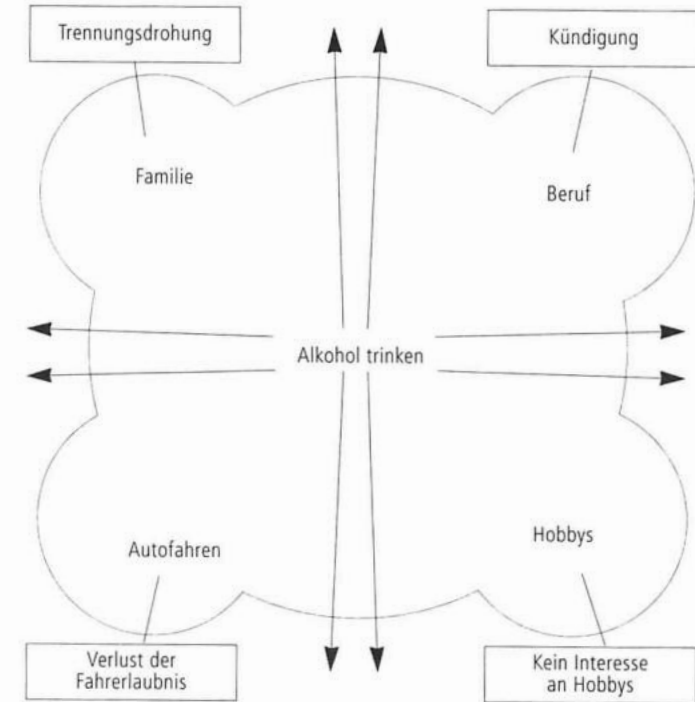 Trennungsdrohung
Kündigung
Familie
Beruf
Alkohol trinken
Autofahren
Hobbys
Verlust der
Fahrerlaubnis
Kein Interesse
an Hobbys